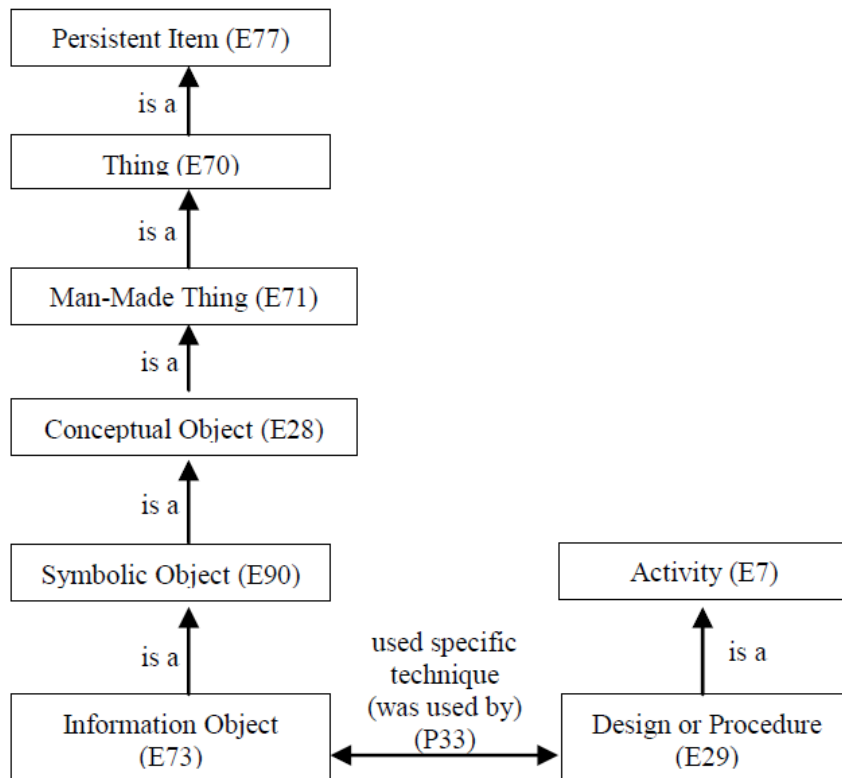 Persistent Item (E77)
is a
Thing (E70)
is a
Man-Made Thing (E71)
is a
Conceptual Object (E28)
is a
Symbolic Object (E90)
Activity (E7)
is a
used specific
technique
(was used by)
(P33)
is a
Information Object
(E73)
Design or Procedure
(E29)